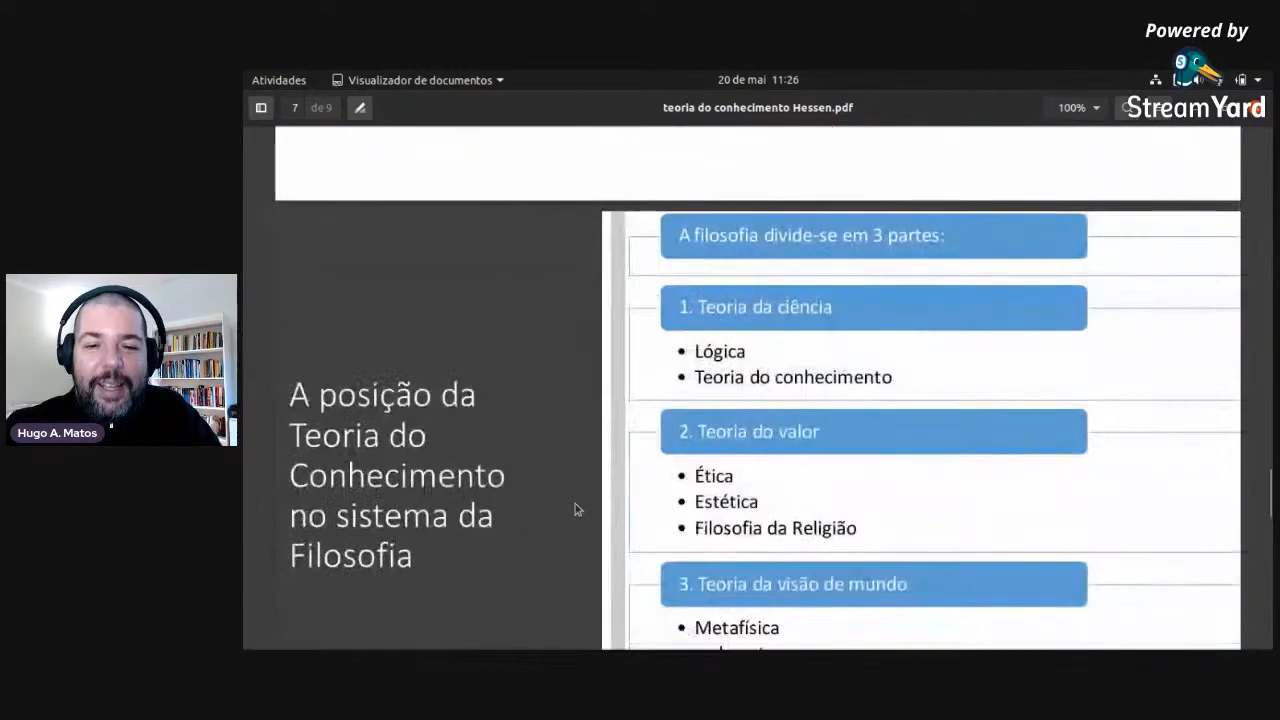 Powered by
StreamYard
Atividades
Visualizador de documentos
20 de mai 11:26
7 de 9
teoria do conhecimento Hessen.pdf
100%
Hugo A. Matos
A posição da
Teoria do
Conhecimento
no sistema da
Filosofia
A filosofia divide-se em 3 partes:
1. Teoria da ciência
• Lógica
• Teoria do conhecimento
2. Teoria do valor
• Ética
• Estética
• Filosofia da Religião
3. Teoria da visão de mundo
• Metafísica